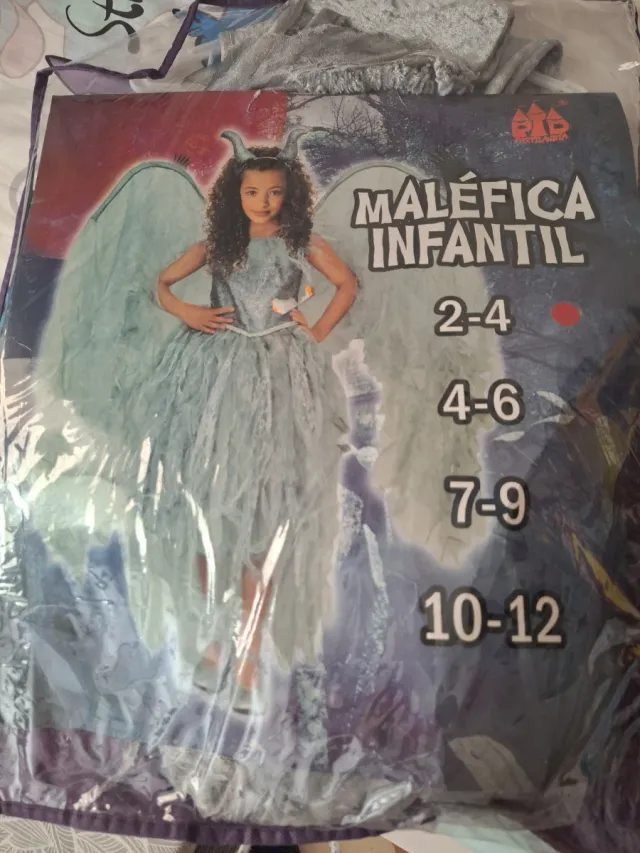 MALÉFICA
INFANTIL
2-4
4-6
7-9
10-12